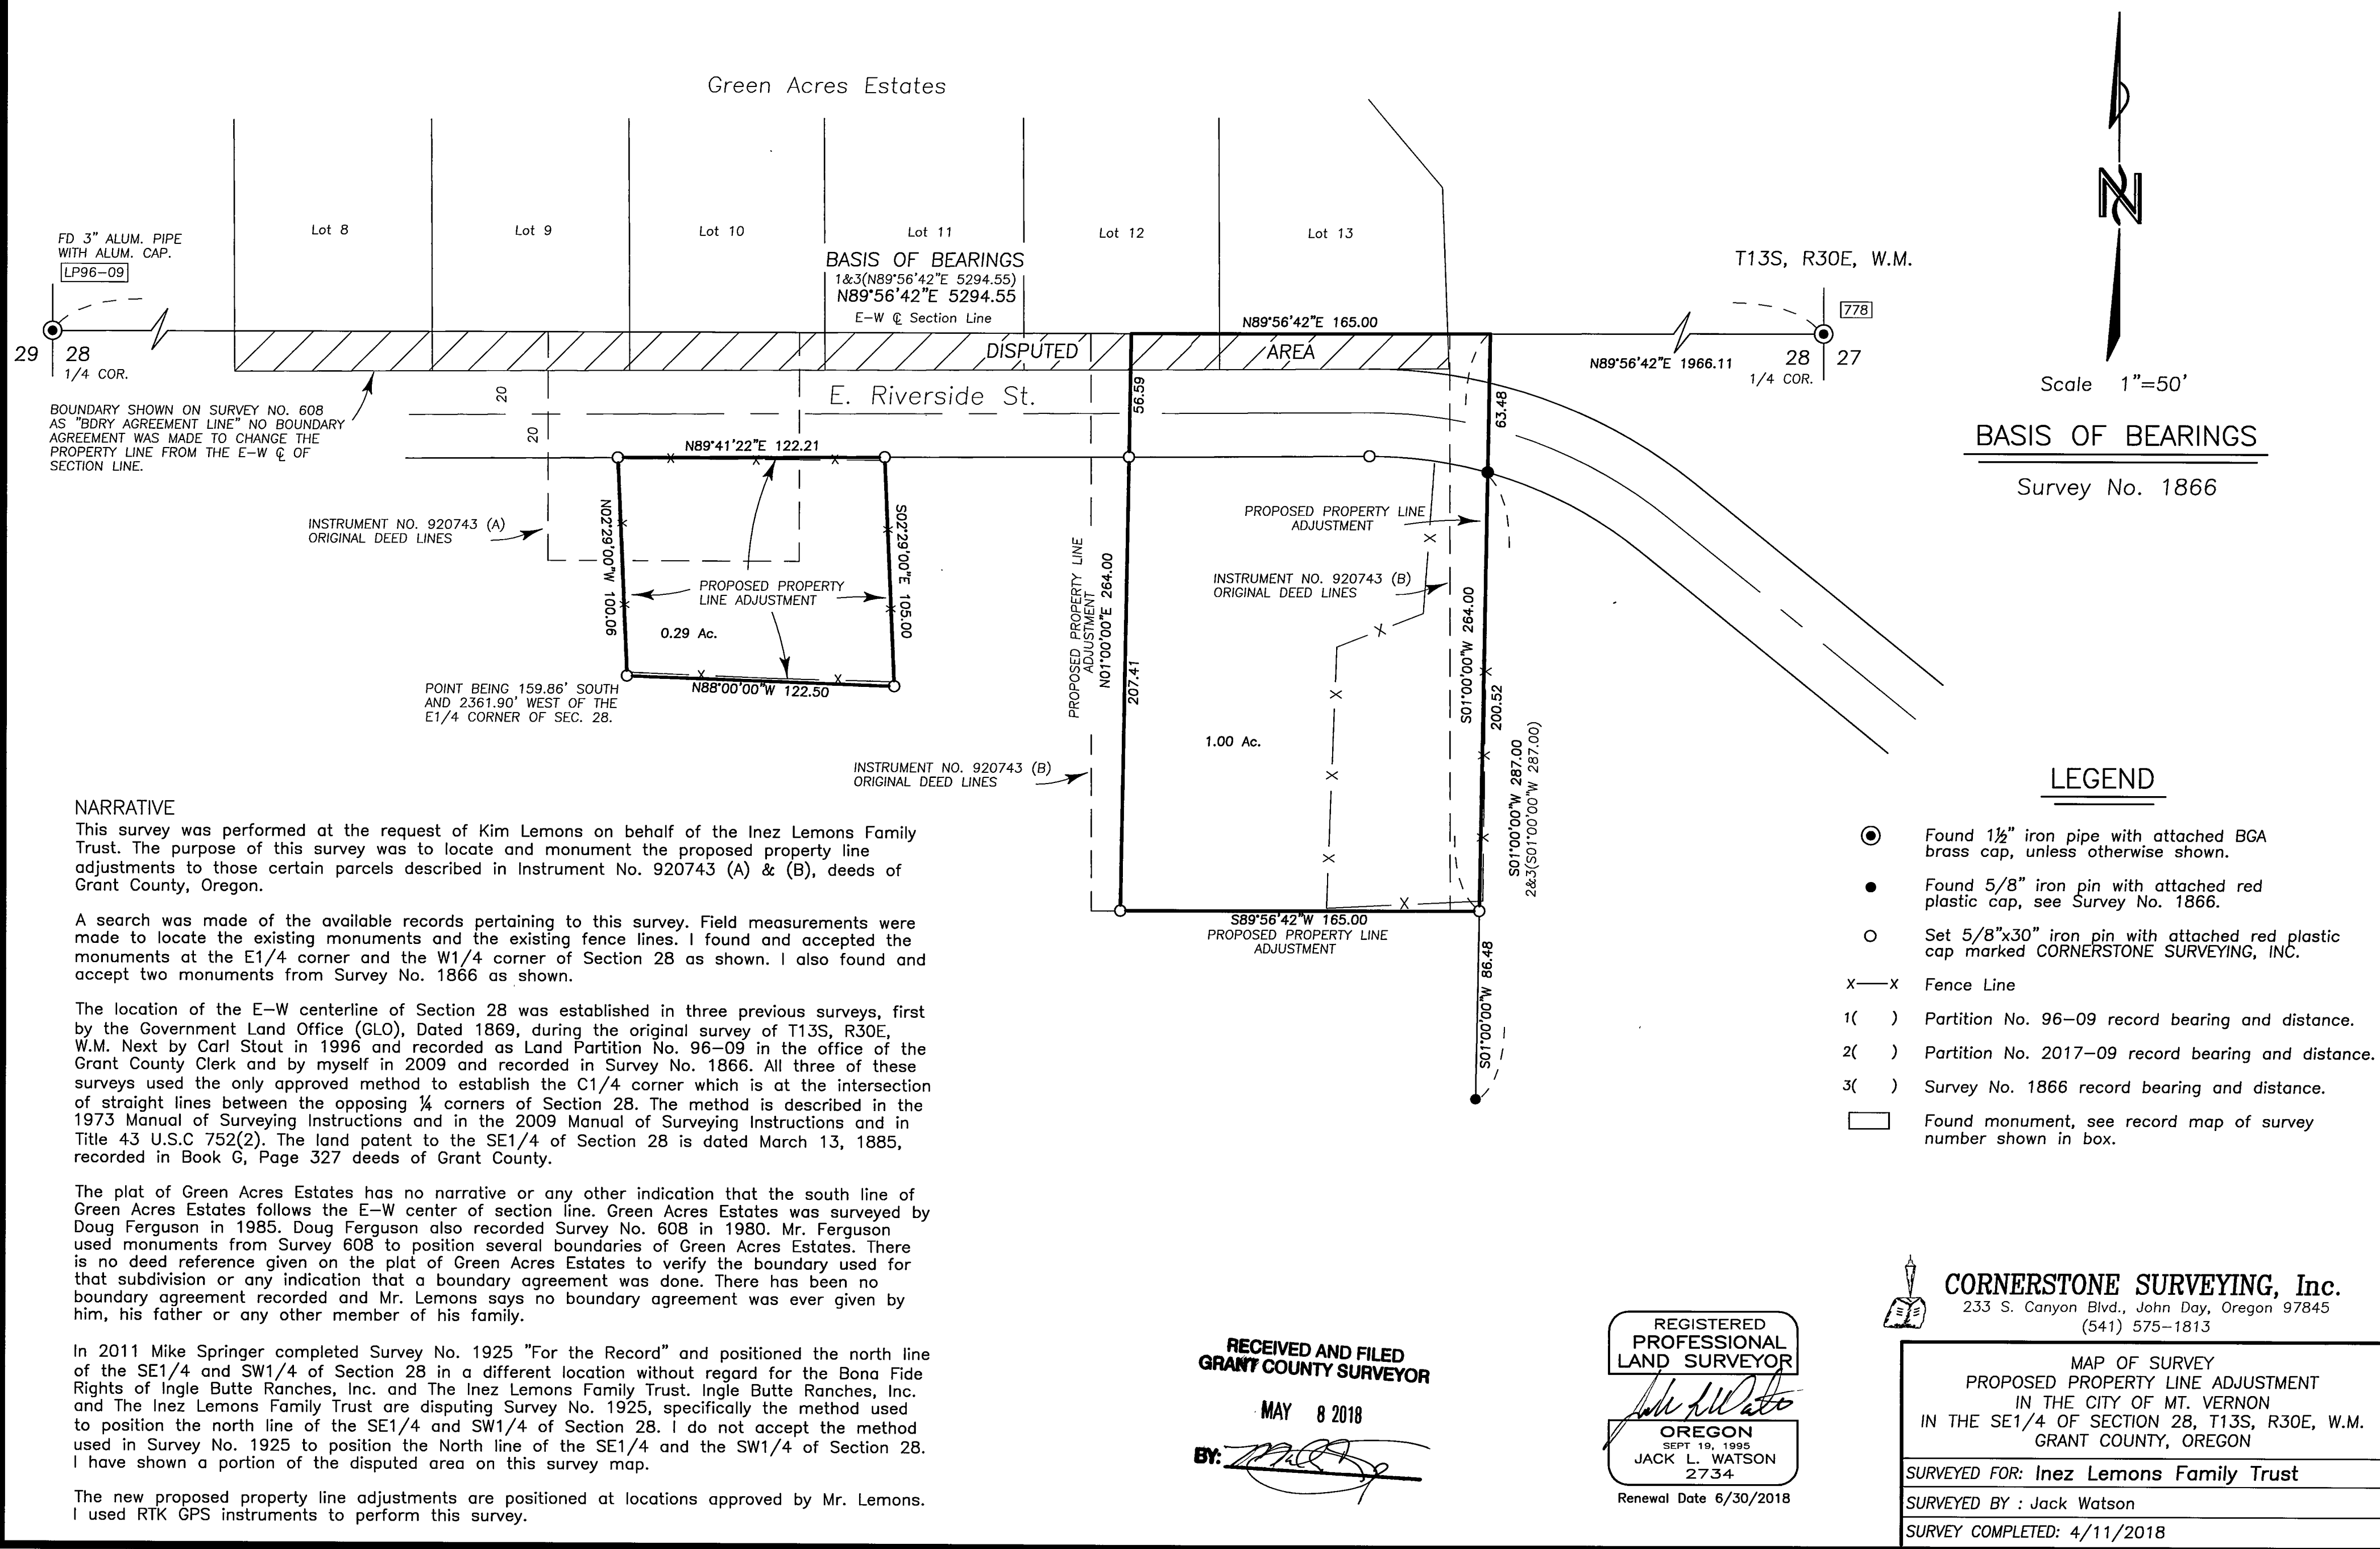 Green Acres Estates
Lot 8
Lot 9
Lot 10
Lot 11
Lot 12
Lot 13
BASIS OF BEARINGS
1&3(N89°56'42"E 5294.55)
N89°56'42"E 5294.55
E-W ℄ Section Line
FD 3" ALUM. PIPE
WITH ALUM. CAP.
LP96-09
29
28
1/4 COR.
T13S, R30E, W.M.
778
N89°56'42"E 165.00
N89°56'42"E 1966.11
28
27
1/4 COR.
DISPUTED
AREA
E. Riverside St.
20
20
56.59
63.48
BOUNDARY SHOWN ON SURVEY NO. 608
AS "BDRY AGREEMENT LINE" NO BOUNDARY
AGREEMENT WAS MADE TO CHANGE THE
PROPERTY LINE FROM THE E-W ℄ OF
SECTION LINE.
N
Scale 1"=50'
BASIS OF BEARINGS
Survey No. 1866
N89°41'22"E 122.21
N02°29'00"W 100.06
S02°29'00"E 105.00
INSTRUMENT NO. 920743 (A)
ORIGINAL DEED LINES
PROPOSED PROPERTY
LINE ADJUSTMENT
0.29 Ac.
N88°00'00"W 122.50
POINT BEING 159.86' SOUTH
AND 2361.90' WEST OF THE
E1/4 CORNER OF SEC. 28.
PROPOSED PROPERTY LINE
ADJUSTMENT
N01°00'00"E 264.00
207.41
PROPOSED PROPERTY LINE
ADJUSTMENT
INSTRUMENT NO. 920743 (B)
ORIGINAL DEED LINES
S01°00'00"W 264.00
200.52
S01°00'00"W 287.00
2&3(S01°00'00"W 287.00)
1.00 Ac.
INSTRUMENT NO. 920743 (B)
ORIGINAL DEED LINES
S89°56'42"W 165.00
PROPOSED PROPERTY LINE
ADJUSTMENT
S01°00'00"W 86.48
NARRATIVE
This survey was performed at the request of Kim Lemons on behalf of the Inez Lemons Family
Trust. The purpose of this survey was to locate and monument the proposed property line
adjustments to those certain parcels described in Instrument No. 920743 (A) & (B), deeds of
Grant County, Oregon.
A search was made of the available records pertaining to this survey. Field measurements were
made to locate the existing monuments and the existing fence lines. I found and accepted the
monuments at the E1/4 corner and the W1/4 corner of Section 28 as shown. I also found and
accept two monuments from Survey No. 1866 as shown.
The location of the E-W centerline of Section 28 was established in three previous surveys, first
by the Government Land Office (GLO), Dated 1869, during the original survey of T13S, R30E,
W.M. Next by Carl Stout in 1996 and recorded as Land Partition No. 96-09 in the office of the
Grant County Clerk and by myself in 2009 and recorded in Survey No. 1866. All three of these
surveys used the only approved method to establish the C1/4 corner which is at the intersection
of straight lines between the opposing ¼ corners of Section 28. The method is described in the
1973 Manual of Surveying Instructions and in the 2009 Manual of Surveying Instructions and in
Title 43 U.S.C 752(2). The land patent to the SE1/4 of Section 28 is dated March 13, 1885,
recorded in Book G, Page 327 deeds of Grant County.
The plat of Green Acres Estates has no narrative or any other indication that the south line of
Green Acres Estates follows the E-W center of section line. Green Acres Estates was surveyed by
Doug Ferguson in 1985. Doug Ferguson also recorded Survey No. 608 in 1980. Mr. Ferguson
used monuments from Survey 608 to position several boundaries of Green Acres Estates. There
is no deed reference given on the plat of Green Acres Estates to verify the boundary used for
that subdivision or any indication that a boundary agreement was done. There has been no
boundary agreement recorded and Mr. Lemons says no boundary agreement was ever given by
him, his father or any other member of his family.
In 2011 Mike Springer completed Survey No. 1925 "For the Record" and positioned the north line
of the SE1/4 and SW1/4 of Section 28 in a different location without regard for the Bona Fide
Rights of Ingle Butte Ranches, Inc. and The Inez Lemons Family Trust. Ingle Butte Ranches, Inc.
and The Inez Lemons Family Trust are disputing Survey No. 1925, specifically the method used
to position the north line of the SE1/4 and SW1/4 of Section 28. I do not accept the method
used in Survey No. 1925 to position the North line of the SE1/4 and the SW1/4 of Section 28.
I have shown a portion of the disputed area on this survey map.
The new proposed property line adjustments are positioned at locations approved by Mr. Lemons.
I used RTK GPS instruments to perform this survey.
LEGEND
Found 1½" iron pipe with attached BGA
brass cap, unless otherwise shown.
Found 5/8" iron pin with attached red
plastic cap, see Survey No. 1866.
Set 5/8"x30" iron pin with attached red plastic
cap marked CORNERSTONE SURVEYING, INC.
X—X Fence Line
1( ) Partition No. 96-09 record bearing and distance.
2( ) Partition No. 2017-09 record bearing and distance.
3( ) Survey No. 1866 record bearing and distance.
Found monument, see record map of survey
number shown in box.
RECEIVED AND FILED
GRANT COUNTY SURVEYOR
MAY 8 2018
BY:
REGISTERED
PROFESSIONAL
LAND SURVEYOR
OREGON
SEPT 19, 1995
JACK L. WATSON
2734
Renewal Date 6/30/2018
CORNERSTONE SURVEYING, Inc.
233 S. Canyon Blvd., John Day, Oregon 97845
(541) 575-1813
MAP OF SURVEY
PROPOSED PROPERTY LINE ADJUSTMENT
IN THE CITY OF MT. VERNON
IN THE SE1/4 OF SECTION 28, T13S, R30E, W.M.
GRANT COUNTY, OREGON
SURVEYED FOR: Inez Lemons Family Trust
SURVEYED BY : Jack Watson
SURVEY COMPLETED: 4/11/2018